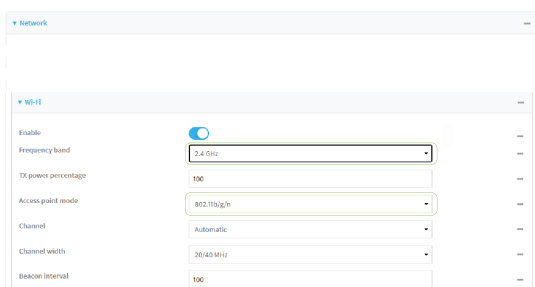 Network
Wi-Fi
Enable
Frequency band
2.4 GHz
TX power percentage
100
Access point mode
802.11b/g/n
Channel
Automatic
Channel width
20/40 MHz
Beacon interval
100